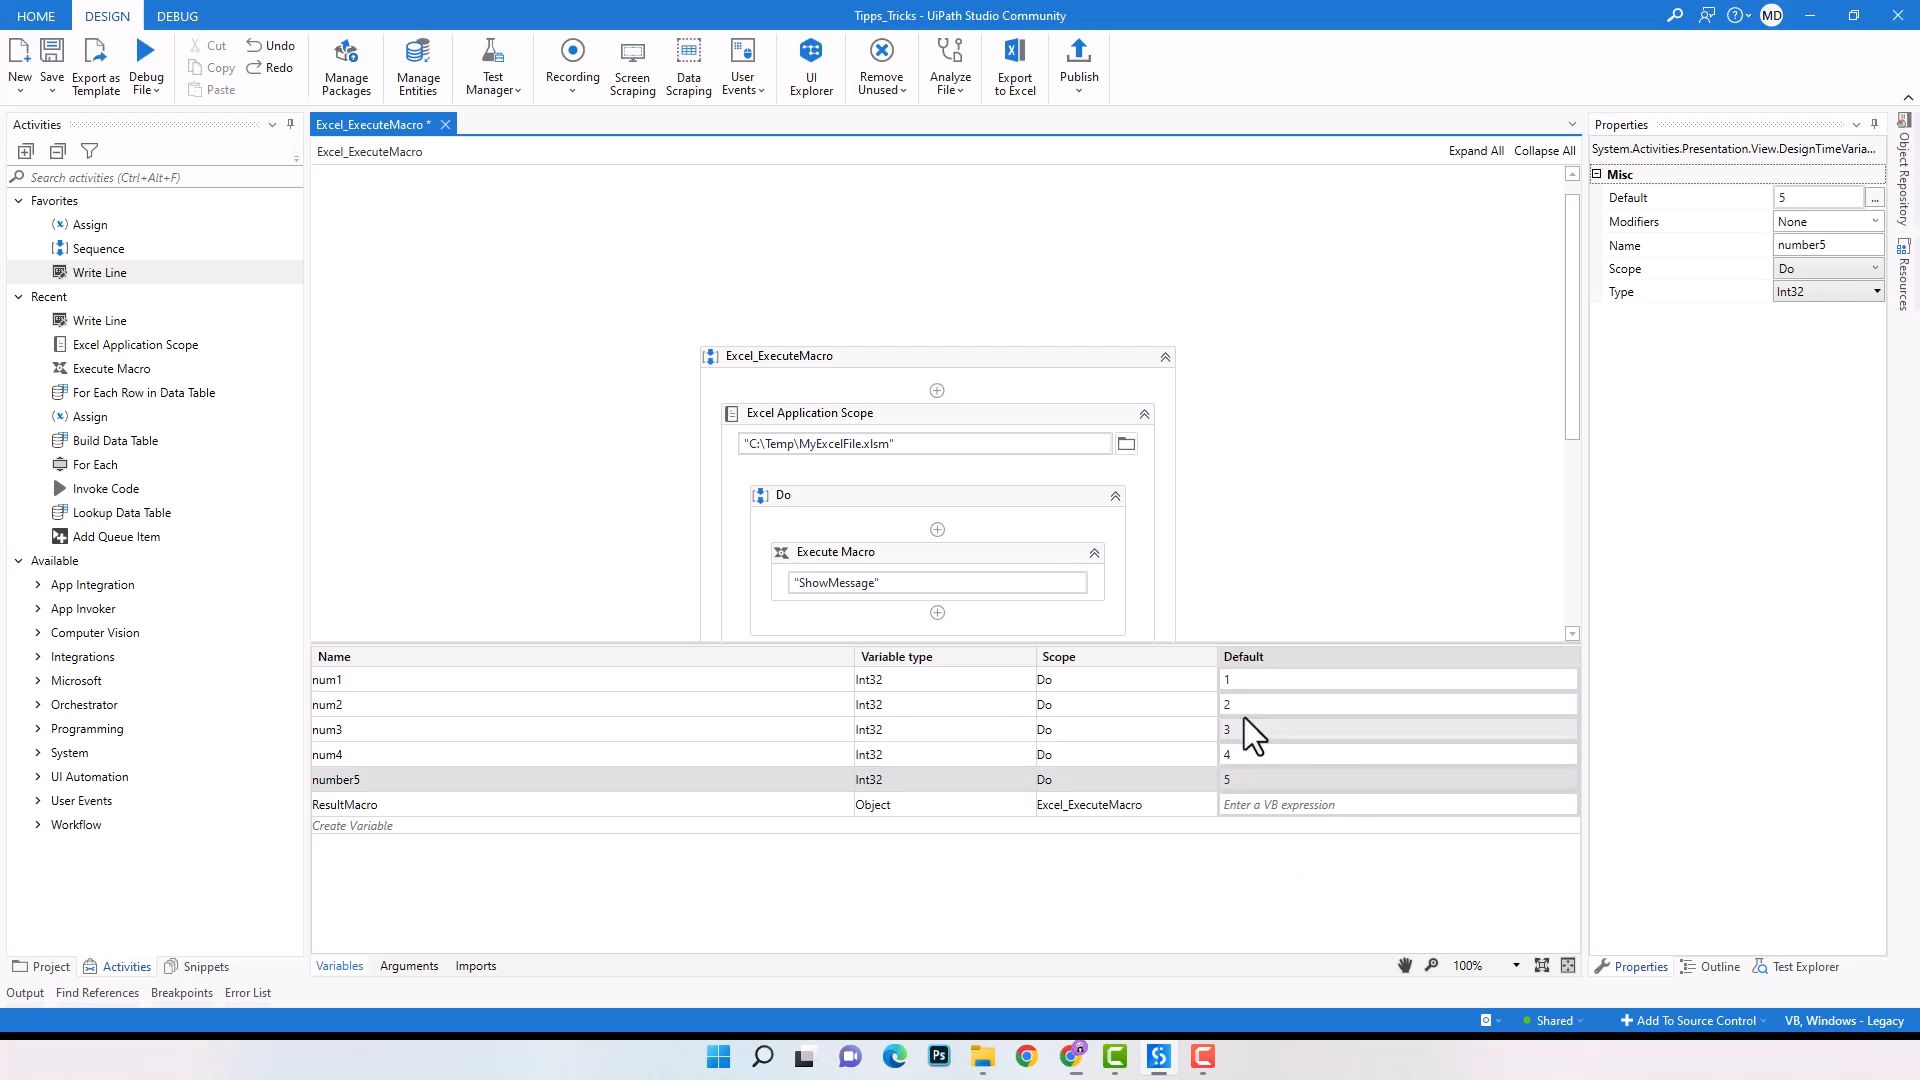 HOME DESIGN DEBUG
Tipps_Tricks - UiPath Studio Community
MD
New
Save
Export as Template
Debug File
Cut
Copy
Paste
Undo
Redo
Manage Packages
Manage Entities
Test Manager
Recording
Screen Scraping
Data Scraping
User Events
UI Explorer
Remove Unused
Analyze File
Export to Excel
Publish
Activities
Search activities (Ctrl+Alt+F)
Favorites
Assign
Sequence
Write Line
Recent
Write Line
Excel Application Scope
Execute Macro
For Each Row in Data Table
Assign
Build Data Table
For Each
Invoke Code
Lookup Data Table
Add Queue Item
Available
App Integration
App Invoker
Computer Vision
Integrations
Microsoft
Orchestrator
Programming
System
UI Automation
User Events
Workflow
Project Activities Snippets
Excel_ExecuteMacro *
Excel_ExecuteMacro
Expand All Collapse All
Excel_ExecuteMacro
Excel Application Scope
"C:\Temp\MyExcelFile.xlsm"
Do
Execute Macro
"ShowMessage"
Name Variable type Scope Default
num1 Int32 Do 1
num2 Int32 Do 2
num3 Int32 Do 3
num4 Int32 Do 4
number5 Int32 Do 5
ResultMacro Object Excel_ExecuteMacro Enter a VB expression
Create Variable
Variables Arguments Imports
100%
Properties
System.Activities.Presentation.View.DesignTimeVaria...
Misc
Default 5 ...
Modifiers None
Name number5
Scope Do
Type Int32
Object Repository
Resources
Properties Outline Test Explorer
Output Find References Breakpoints Error List
Shared
Add To Source Control
VB, Windows - Legacy
Ps